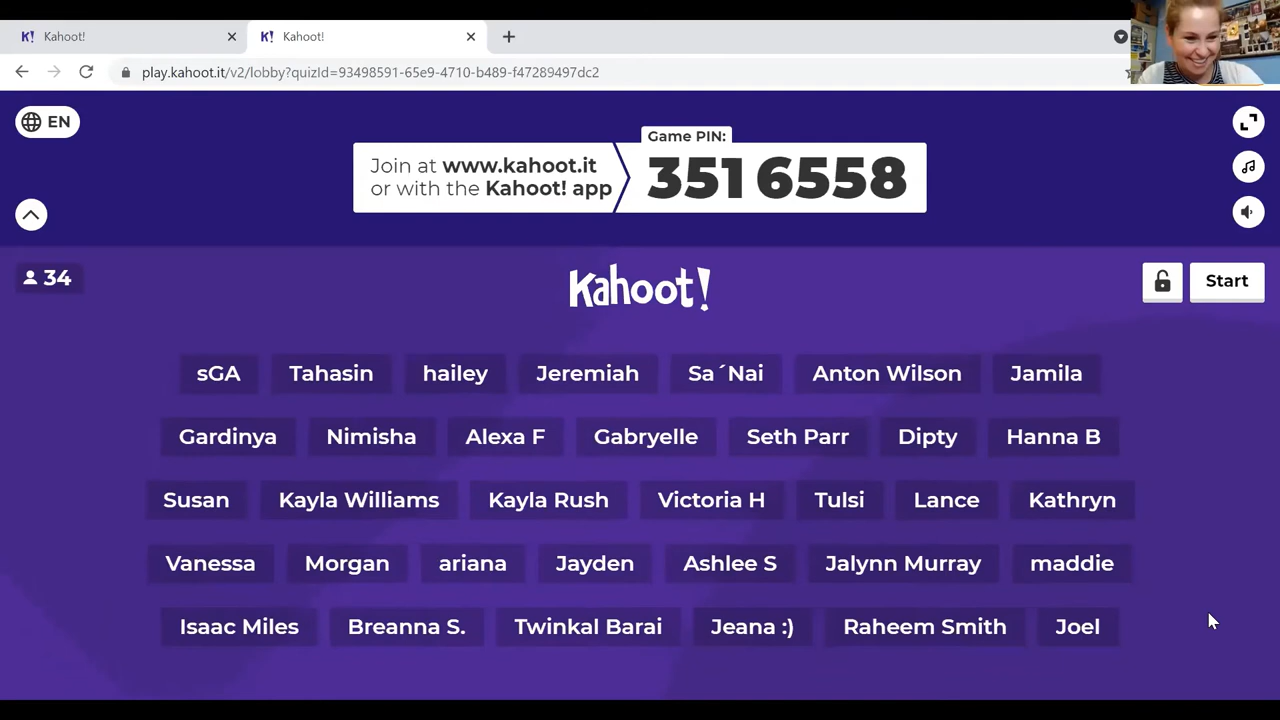 K! Kahoot! K! Kahoot!
play.kahoot.it/v2/lobby?quizId=93498591-65e9-4710-b489-f47289497dc2
EN
Game PIN:
Join at www.kahoot.it
or with the Kahoot! app
351 6558
34
Kahoot!
Start
sGA Tahasin hailey Jeremiah Sa´Nai Anton Wilson Jamila
Gardinya Nimisha Alexa F Gabryelle Seth Parr Dipty Hanna B
Susan Kayla Williams Kayla Rush Victoria H Tulsi Lance Kathryn
Vanessa Morgan ariana Jayden Ashlee S Jalynn Murray maddie
Isaac Miles Breanna S. Twinkal Barai Jeana :) Raheem Smith Joel